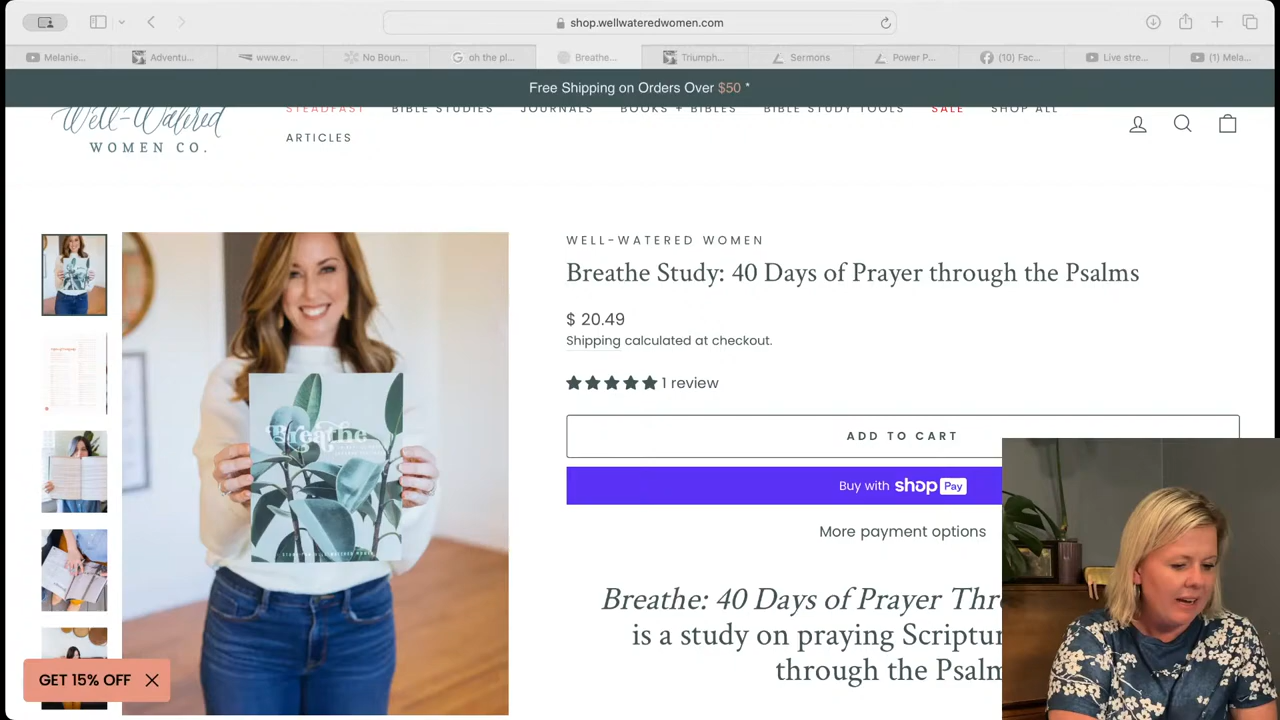 shop.wellwateredwomen.com
Melanie...
Adventu...
www.ev...
No Boun...
oh the pl...
Breathe...
Triumph...
Sermons
Power P...
(10) Fac...
Live stre...
(1) Mela...
Free Shipping on Orders Over $50 *
Well-Watered
WOMEN CO.
STEADFAST
BIBLE STUDIES
JOURNALS
BOOKS + BIBLES
BIBLE STUDY TOOLS
SALE
SHOP ALL
ARTICLES
WELL-WATERED WOMEN
Breathe Study: 40 Days of Prayer through the Psalms
$ 20.49
Shipping calculated at checkout.
1 review
ADD TO CART
Buy with shop Pay
More payment options
Breathe
Breathe: 40 Days of Prayer Thr
is a study on praying Scriptur
through the Psalm
GET 15% OFF